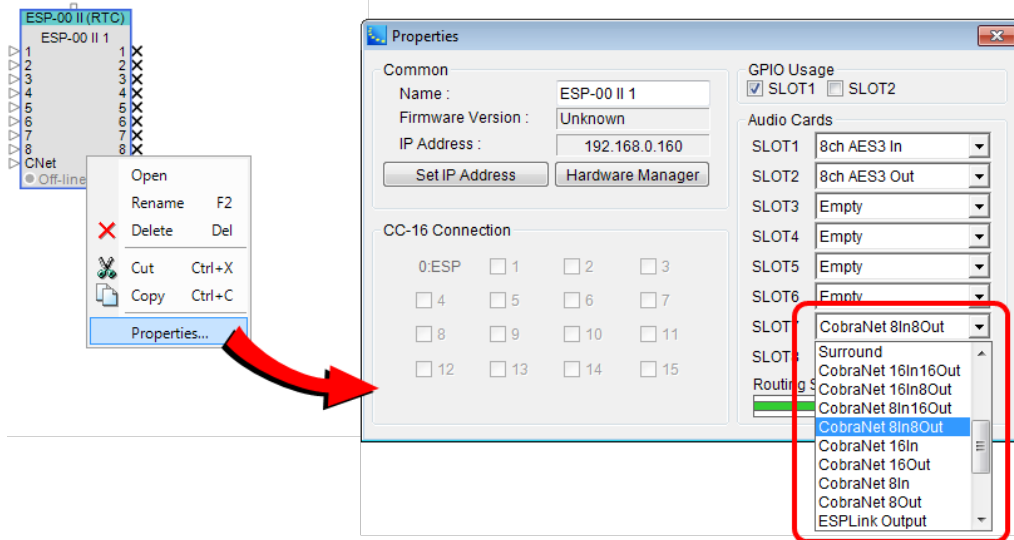 ESP-00 II (RTC)
ESP-00 II 1
1 1
2 2
3 3
4 4
5 5
6 6
7 7
8 8
CNet
Off-line
Open
Rename F2
Delete Del
Cut Ctrl+X
Copy Ctrl+C
Properties...
Properties
Common
Name : ESP-00 II 1
Firmware Version : Unknown
IP Address : 192.168.0.160
Set IP Address Hardware Manager
CC-16 Connection
0:ESP 1 2 3
4 5 6 7
8 9 10 11
12 13 14 15
GPIO Usage
SLOT1 SLOT2
Audio Cards
SLOT1 8ch AES3 In
SLOT2 8ch AES3 Out
SLOT3 Empty
SLOT4 Empty
SLOT5 Empty
SLOT6 Empty
SLOT7 CobraNet 8In8Out
SLOT8
Routing S
Surround
CobraNet 16In16Out
CobraNet 16In8Out
CobraNet 8In16Out
CobraNet 8In8Out
CobraNet 16In
CobraNet 16Out
CobraNet 8In
CobraNet 8Out
ESPLink Output